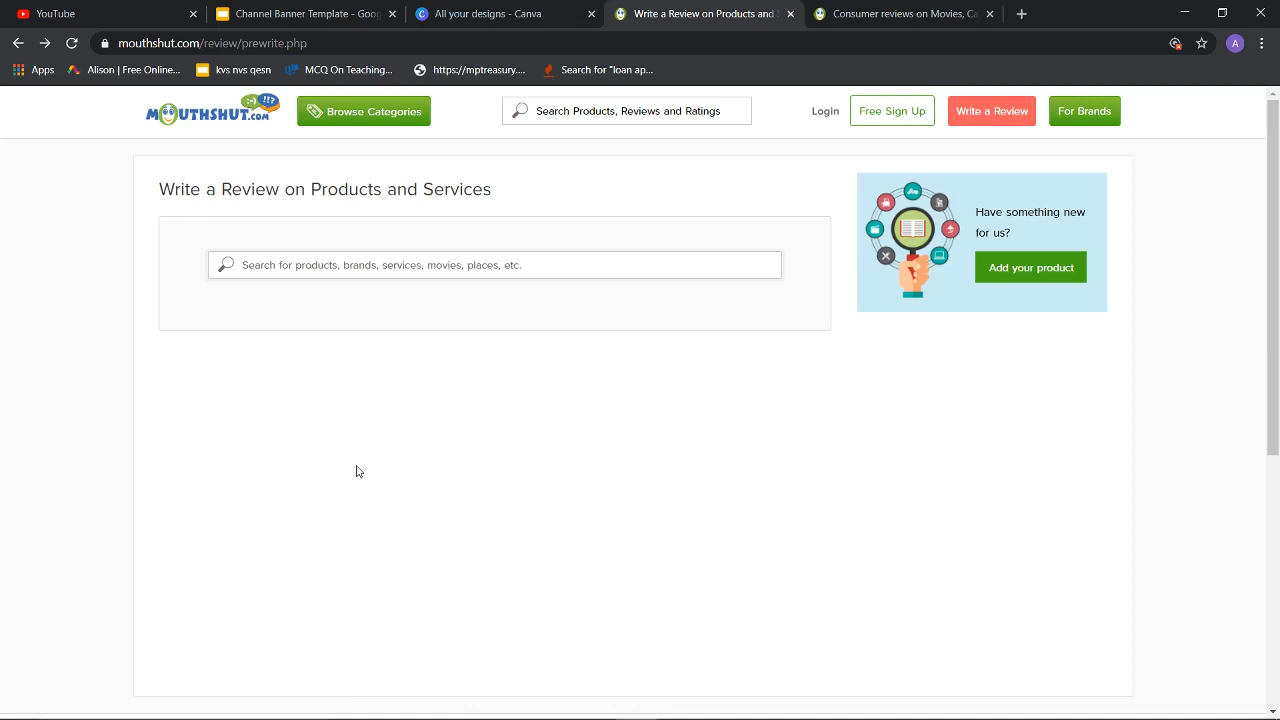 YouTube
Channel Banner Template - Goog
All your designs - Canva
Write a Review on Products and S
Consumer reviews on Movies, Ca
mouthshut.com/review/prewrite.php
A
Apps
Alison | Free Online...
kvs nvs qesn
MCQ On Teaching...
https://mptreasury....
Search for "loan ap...
MOUTHSHUT.COM
:-) !!?
Browse Categories
Search Products, Reviews and Ratings
Login
Free Sign Up
Write a Review
For Brands
Write a Review on Products and Services
Search for products, brands, services, movies, places, etc.
Have something new
for us?
Add your product